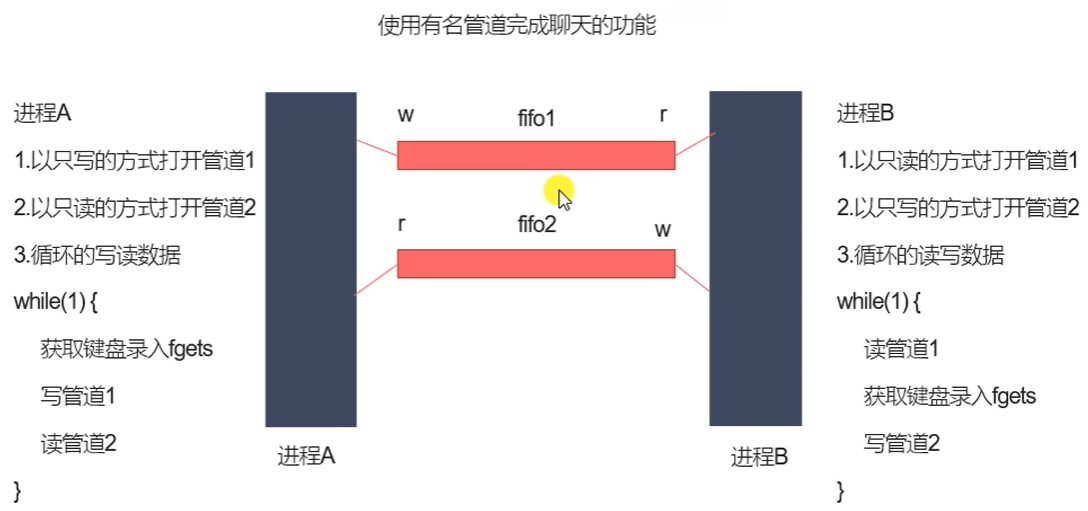 使用有名管道完成聊天的功能
进程A
1.以只写的方式打开管道1
2.以只读的方式打开管道2
3.循环的写读数据
while(1) {
获取键盘录入fgets
写管道1
读管道2
}
w
fifo1
r
r
fifo2
w
进程A
进程B
进程B
1.以只读的方式打开管道1
2.以只写的方式打开管道2
3.循环的读写数据
while(1) {
读管道1
获取键盘录入fgets
写管道2
}